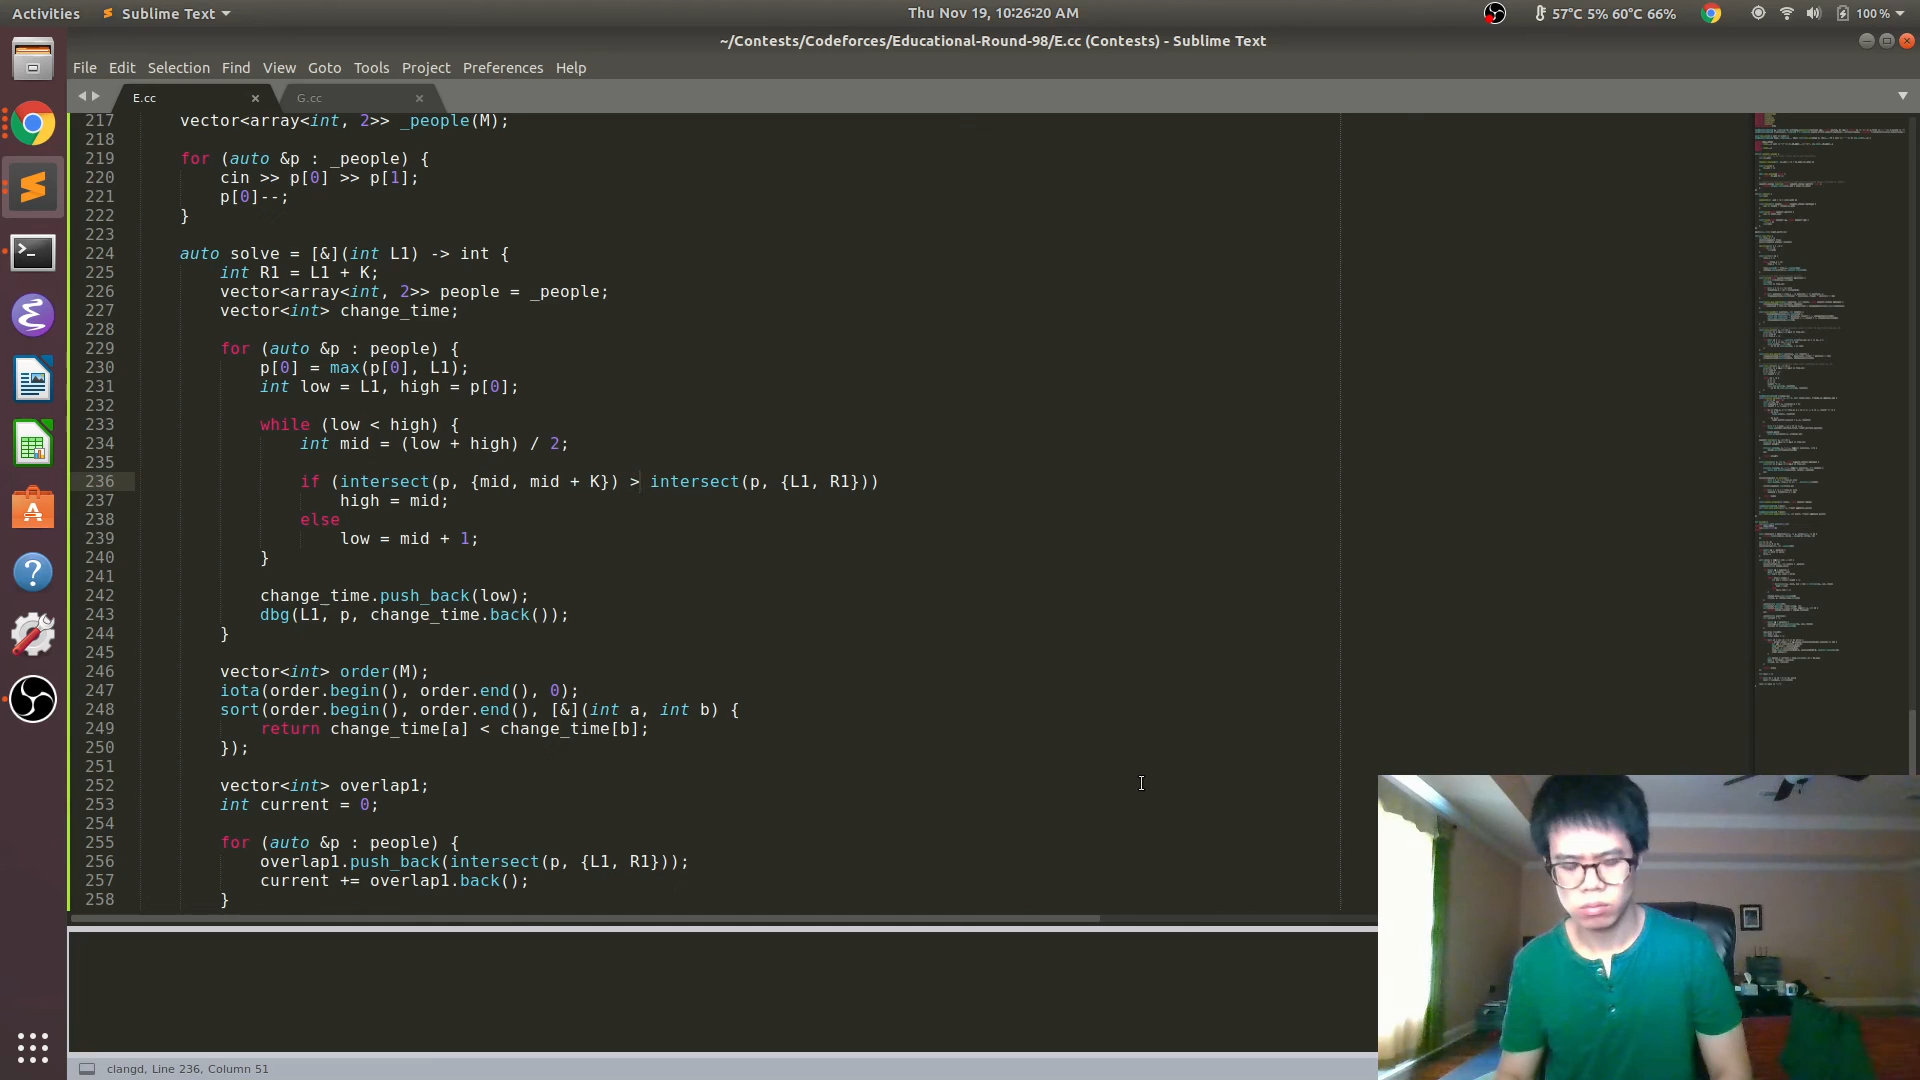 Activities
Sublime Text
Thu Nov 19, 10:26:20 AM
57°C 5% 60°C 66%
100 %
~/Contests/Codeforces/Educational-Round-98/E.cc (Contests) - Sublime Text
File Edit Selection Find View Goto Tools Project Preferences Help
E.cc
G.cc
217 vector<array<int, 2>> _people(M);
218
219 for (auto &p : _people) {
220 cin >> p[0] >> p[1];
221 p[0]--;
222 }
223
224 auto solve = [&](int L1) -> int {
225 int R1 = L1 + K;
226 vector<array<int, 2>> people = _people;
227 vector<int> change_time;
228
229 for (auto &p : people) {
230 p[0] = max(p[0], L1);
231 int low = L1, high = p[0];
232
233 while (low < high) {
234 int mid = (low + high) / 2;
235
236 if (intersect(p, {mid, mid + K}) > intersect(p, {L1, R1}))
237 high = mid;
238 else
239 low = mid + 1;
240 }
241
242 change_time.push_back(low);
243 dbg(L1, p, change_time.back());
244 }
245
246 vector<int> order(M);
247 iota(order.begin(), order.end(), 0);
248 sort(order.begin(), order.end(), [&](int a, int b) {
249 return change_time[a] < change_time[b];
250 });
251
252 vector<int> overlap1;
253 int current = 0;
254
255 for (auto &p : people) {
256 overlap1.push_back(intersect(p, {L1, R1}));
257 current += overlap1.back();
258 }
clangd, Line 236, Column 51